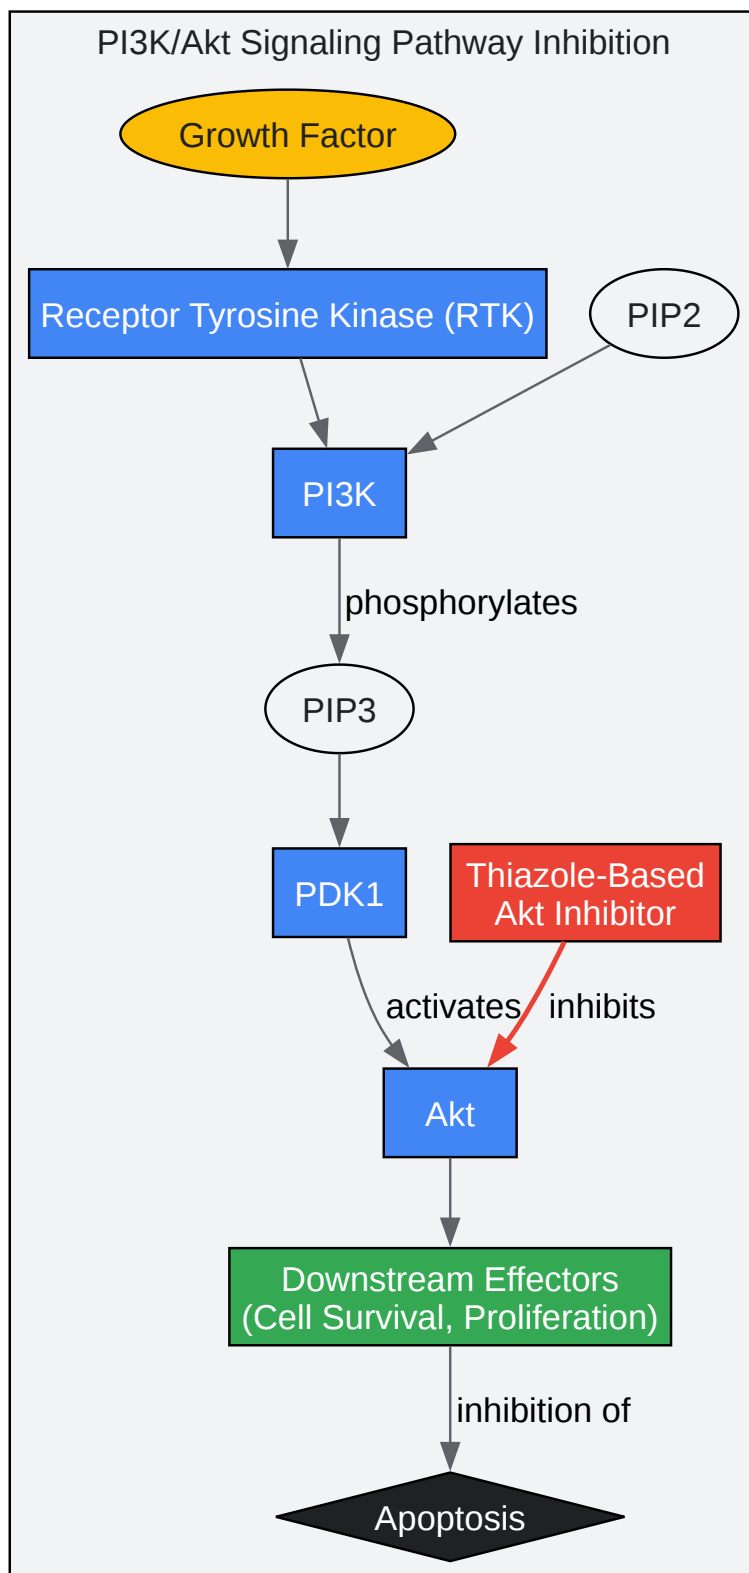 PI3K/Akt Signaling Pathway Inhibition
Growth Factor
Receptor Tyrosine Kinase (RTK)
PIP2
PI3K
phosphorylates
PIP3
PDK1
Thiazole-Based
Akt Inhibitor
activates
inhibits
Akt
Downstream Effectors
(Cell Survival, Proliferation)
inhibition of
Apoptosis